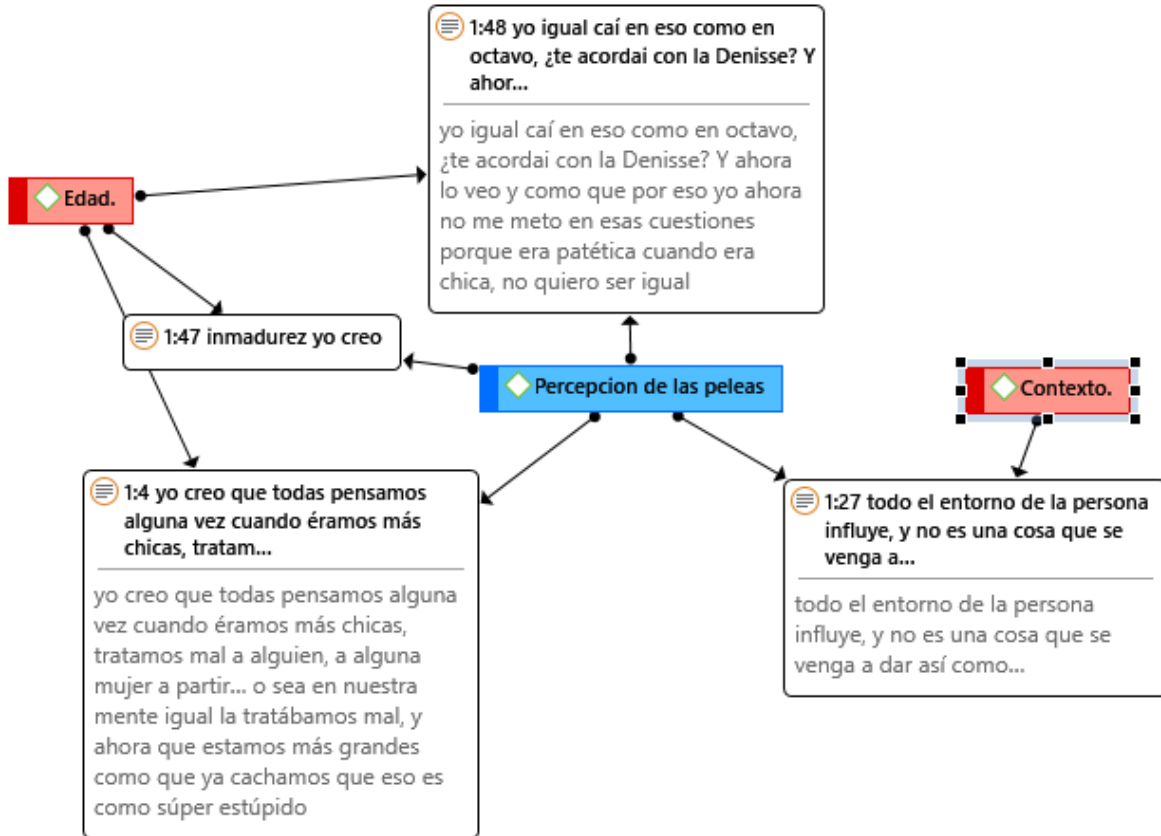 1:48 yo igual caí en eso como en
octavo, ¿te acordai con la Denisse? Y
ahor...
yo igual caí en eso como en octavo,
¿te acordai con la Denisse? Y ahora
lo veo y como que por eso yo ahora
no me meto en esas cuestiones
porque era patética cuando era
chica, no quiero ser igual
Edad.
1:47 inmadurez yo creo
Percepcion de las peleas
Contexto.
1:4 yo creo que todas pensamos
alguna vez cuando éramos más
chicas, tratam...
yo creo que todas pensamos alguna
vez cuando éramos más chicas,
tratamos mal a alguien, a alguna
mujer a partir... o sea en nuestra
mente igual la tratábamos mal, y
ahora que estamos más grandes
como que ya cachamos que eso es
como súper estúpido
1:27 todo el entorno de la persona
influye, y no es una cosa que se
venga a...
todo el entorno de la persona
influye, y no es una cosa que se
venga a dar así como...